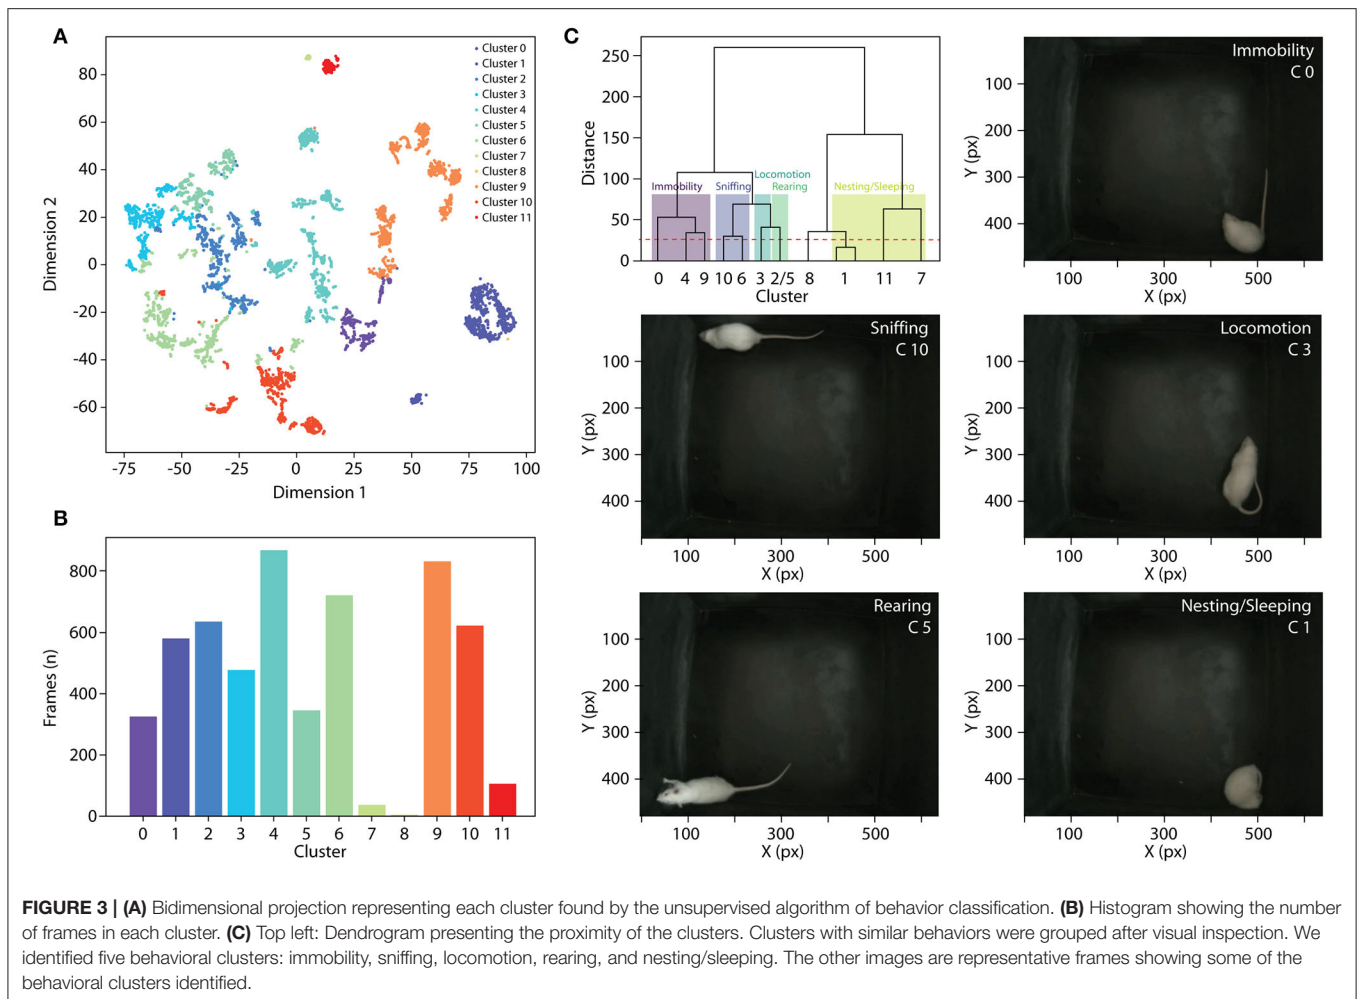 A
Dimension 2
80
60
40
20
0
-20
-40
-60
-75 -50 -25 0 25 50 75 100
Dimension 1
Cluster 0
Cluster 1
Cluster 2
Cluster 3
Cluster 4
Cluster 5
Cluster 6
Cluster 7
Cluster 8
Cluster 9
Cluster 10
Cluster 11
B
Frames (n)
800
600
400
200
0
0 1 2 3 4 5 6 7 8 9 10 11
Cluster
C
Distance
250
200
150
100
50
0
Immobility
Sniffing
Locomotion
Rearing
Nesting/Sleeping
0 4 9 10 6 3 2/5 8 1 11 7
Cluster
Immobility
C 0
Y (px)
100
200
300
400
100 300 500
X (px)
Sniffing
C 10
Y (px)
100
200
300
400
100 300 500
X (px)
Locomotion
C 3
Y (px)
100
200
300
400
100 300 500
X (px)
Rearing
C 5
Y (px)
100
200
300
400
100 300 500
X (px)
Nesting/Sleeping
C 1
Y (px)
100
200
300
400
100 300 500
X (px)
FIGURE 3 | (A) Bidimensional projection representing each cluster found by the unsupervised algorithm of behavior classification. (B) Histogram showing the number
of frames in each cluster. (C) Top left: Dendrogram presenting the proximity of the clusters. Clusters with similar behaviors were grouped after visual inspection. We
identified five behavioral clusters: immobility, sniffing, locomotion, rearing, and nesting/sleeping. The other images are representative frames showing some of the
behavioral clusters identified.